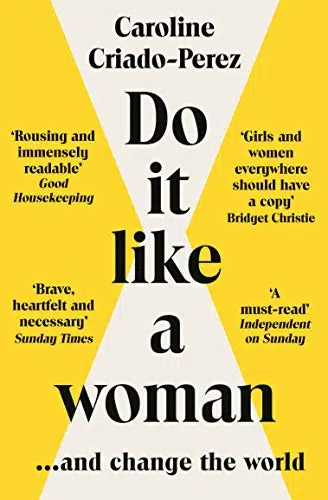 Caroline
Criado-Perez
Do
it
like
a
woman
...and change the world
‘Rousing and
immensely
readable’
Good
Housekeeping
‘Girls and
women
everywhere
should have
a copy’
Bridget Christie
‘Brave,
heartfelt and
necessary’
Sunday Times
‘A
must-read’
Independent
on Sunday